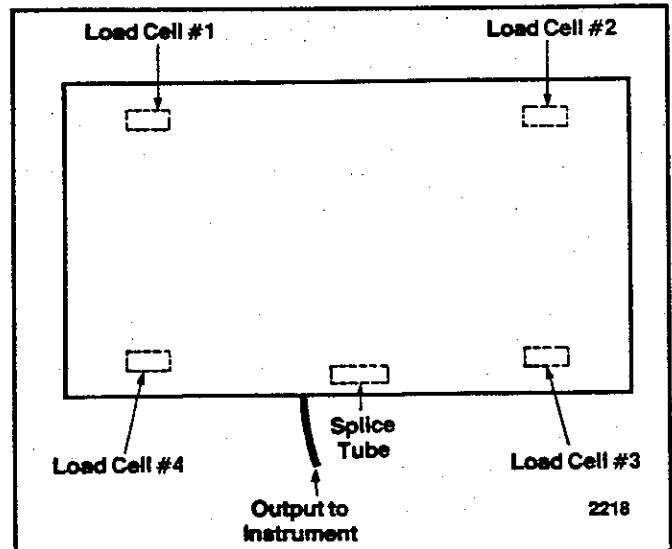 Load Cell #1
Load Cell #2
Splice
Tube
Load Cell #4
Load Cell #3
Output to
Instrument
2218